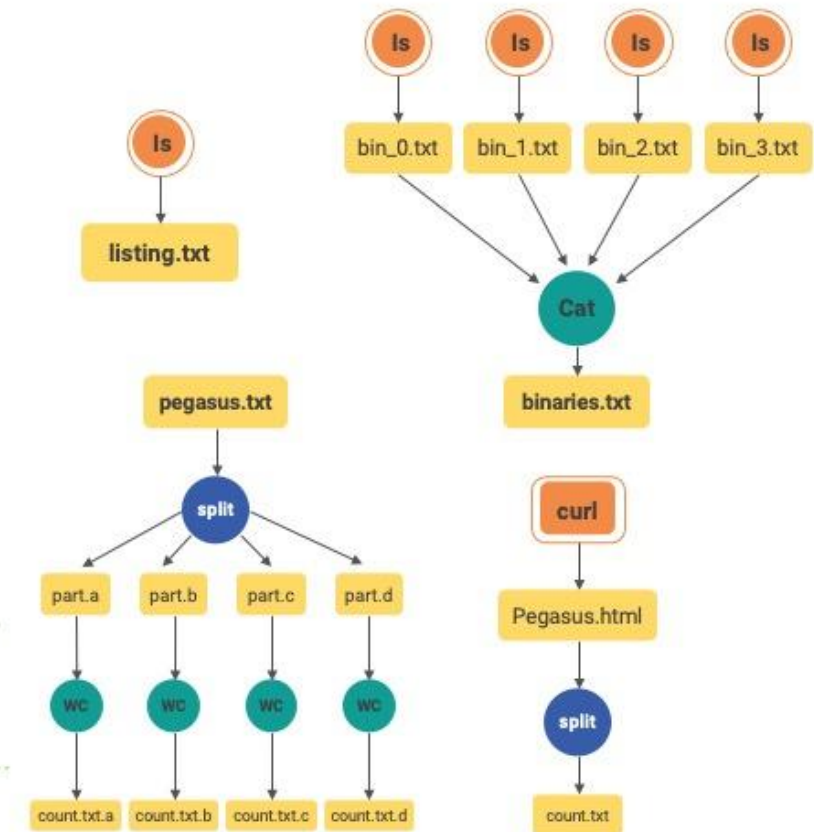 ls
ls
ls
ls
bin_0.txt
bin_1.txt
bin_2.txt
bin_3.txt
Cat
binaries.txt
ls
listing.txt
pegasus.txt
split
part.a
part.b
part.c
part.d
WC
WC
WC
WC
count.txt.a
count.txt.b
count.txt.c
count.txt.d
curl
Pegasus.html
split
count.txt